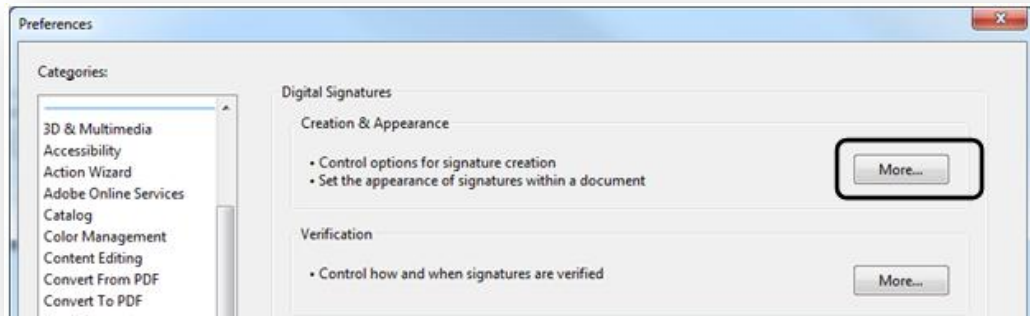 Preferences
x
Categories:
3D & Multimedia
Accessibility
Action Wizard
Adobe Online Services
Catalog
Color Management
Content Editing
Convert From PDF
Convert To PDF
Digital Signatures
Creation & Appearance
• Control options for signature creation
• Set the appearance of signatures within a document
More...
Verification
• Control how and when signatures are verified
More...